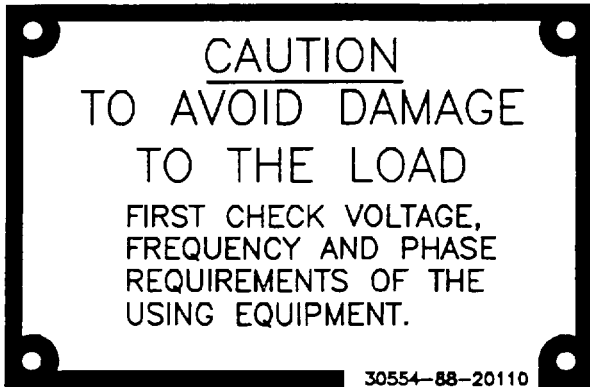 CAUTION
TO AVOID DAMAGE
TO THE LOAD
FIRST CHECK VOLTAGE,
FREQUENCY AND PHASE
REQUIREMENTS OF THE
USING EQUIPMENT.
30554-88-20110